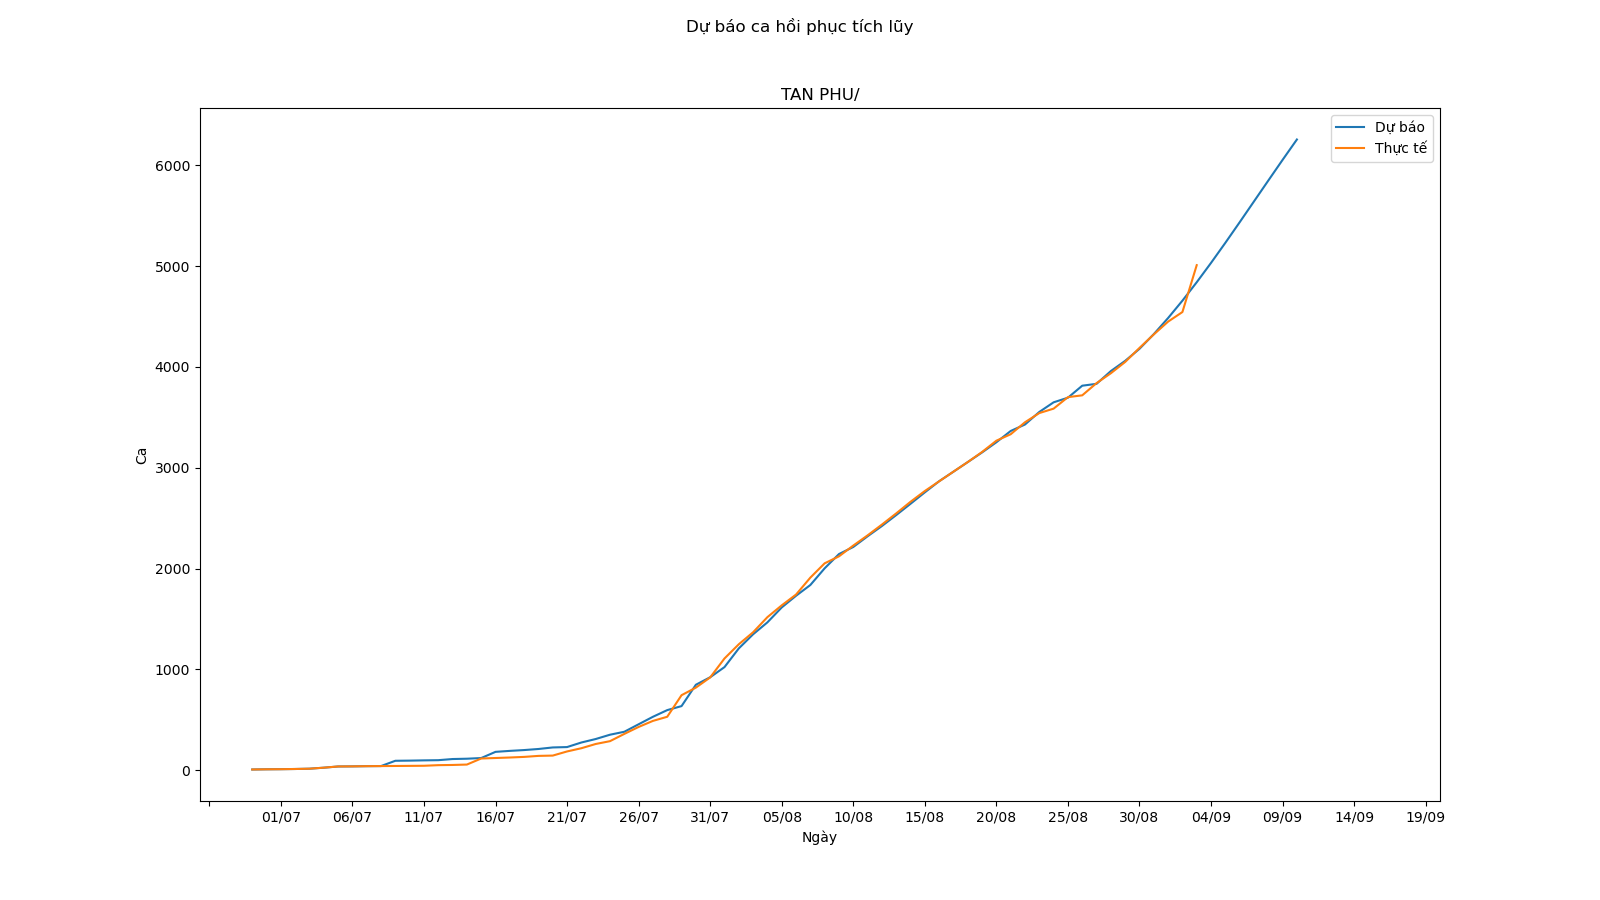 Dự báo ca hồi phục tích lũy
TAN PHU/
Dự báo
Thực tế
6000
5000
4000
3000
2000
1000
0
Ca
01/07 06/07 11/07 16/07 21/07 26/07 31/07 05/08 10/08 15/08 20/08 25/08 30/08 04/09 09/09 14/09 19/09
Ngày